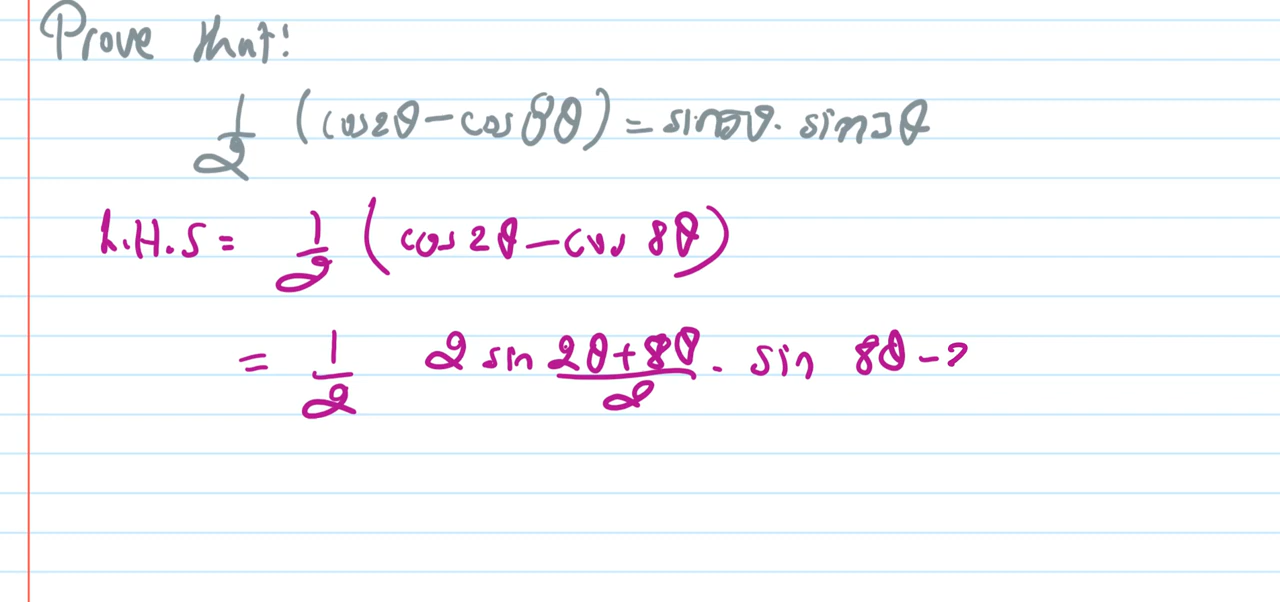 Prove that:
1/2 (cos2θ-cos8θ) = sin5θ. sin3θ
L.H.S = 1/2 (cos 2θ - cos 8θ)
= 1/2 2 sin (2θ+8θ)/2 . sin 8θ-2